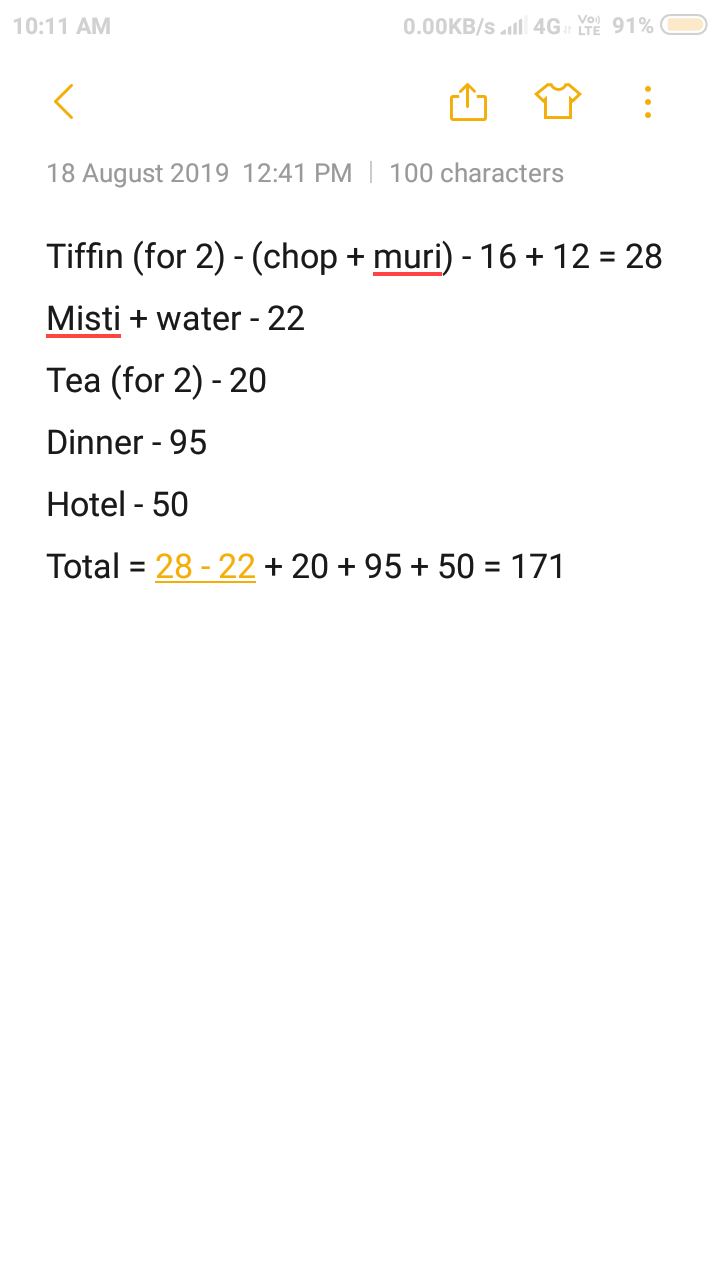 10:11 AM 0.00KB/s 4G Vo) LTE 91%
18 August 2019 12:41 PM | 100 characters
Tiffin (for 2) - (chop + muri) - 16 + 12 = 28
Misti + water - 22
Tea (for 2) - 20
Dinner - 95
Hotel - 50
Total = 28 - 22 + 20 + 95 + 50 = 171